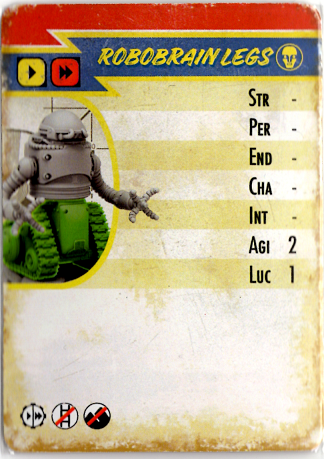 ROBOBRAIN LEGS
STR -
PER -
END -
CHA -
INT -
AGI 2
LUC 1